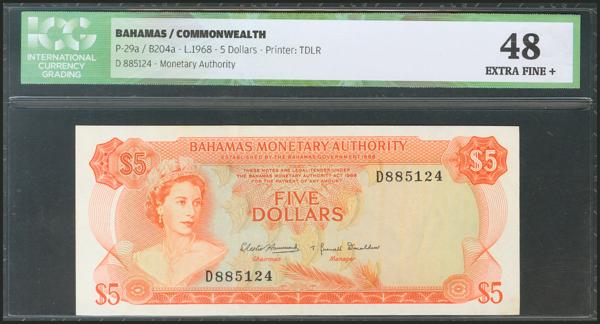 ICG
INTERNATIONAL
CURRENCY
GRADING
BAHAMAS / COMMONWEALTH
P-29a / B204a - L.1968 - 5 Dollars - Printer: TDLR
D 885124 - Monetary Authority
48
EXTRA FINE +
BAHAMAS MONETARY AUTHORITY
ESTABLISHED BY THE BAHAMAS GOVERNMENT 1968
$5
$5
THESE NOTES ARE LEGAL TENDER UNDER
THE BAHAMAS MONETARY AUTHORITY ACT 1968
FOR THE PAYMENT OF ANY AMOUNT
D885124
FIVE
DOLLARS
Chairman
Manager
D885124
$5
$5